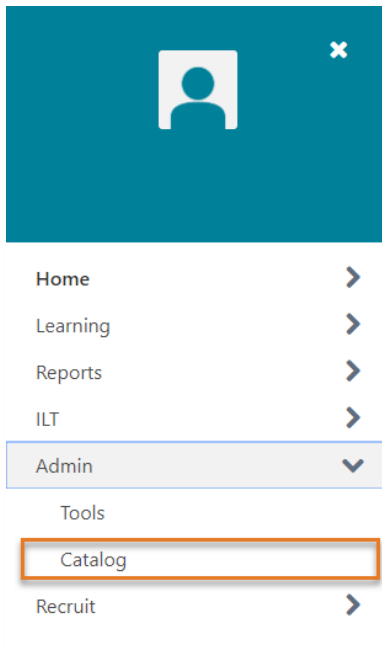 Home
Learning
Reports
ILT
Admin
Tools
Catalog
Recruit